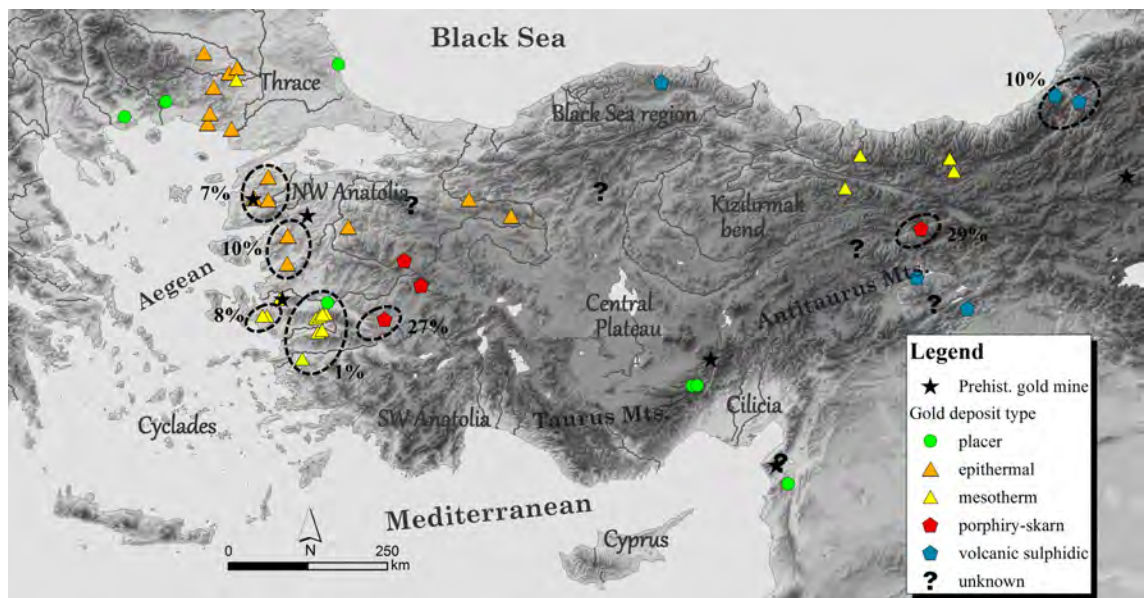 Black Sea
10%
Thrace
Black Sea region
7%
NW Anatolia
?
?
Kızılırmak
bend
10%
?
29%
Aegean
Antitaurus Mts.
Central
Plateau
?
8%
27%
1%
Legend
Prehist. gold mine
Gold deposit type
placer
epithermal
mesotherm
porphiry-skarn
volcanic sulphidic
? unknown
Cyclades
SW Anatolia
Taurus Mts.
Cilicia
?
Mediterranean
N
0 250
km
Cyprus